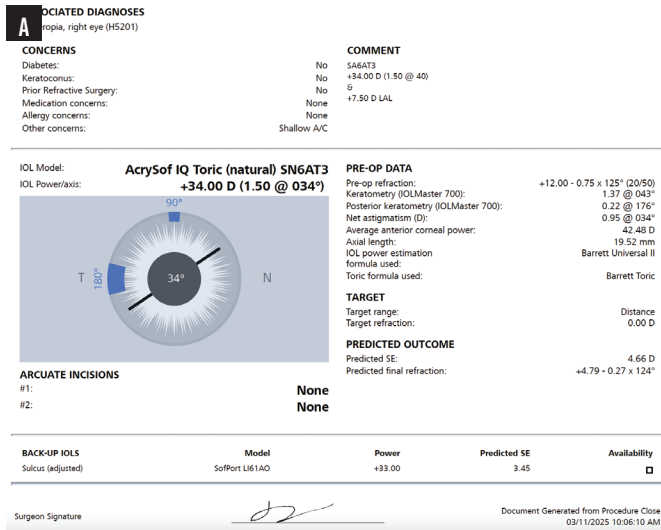 A
OCIATED DIAGNOSES
ropia, right eye (H5201)
CONCERNS
Diabetes: No
Keratoconus: No
Prior Refractive Surgery: No
Medication concerns: None
Allergy concerns: None
Other concerns: Shallow A/C
COMMENT
SA6AT3
+34.00 D (1.50 @ 40)
&
+7.50 D LAL
IOL Model: AcrySof IQ Toric (natural) SN6AT3
IOL Power/axis: +34.00 D (1.50 @ 034°)
90°
T 180° 34° N
ARCUATE INCISIONS
#1: None
#2: None
PRE-OP DATA
Pre-op refraction: +12.00 - 0.75 x 125° (20/50)
Keratometry (IOLMaster 700): 1.37 @ 043°
Posterior keratometry (IOLMaster 700): 0.22 @ 176°
Net astigmatism (D): 0.95 @ 034°
Average anterior corneal power: 42.48 D
Axial length: 19.52 mm
IOL power estimation Barrett Universal II
formula used:
Toric formula used: Barrett Toric
TARGET
Target range: Distance
Target refraction: 0.00 D
PREDICTED OUTCOME
Predicted SE: 4.66 D
Predicted final refraction: +4.79 - 0.27 x 124°
BACK-UP IOLS Model Power Predicted SE Availability
Sulcus (adjusted) SofPort LI61AO +33.00 3.45
Surgeon Signature
Document Generated from Procedure Close
03/11/2025 10:06:10 AM